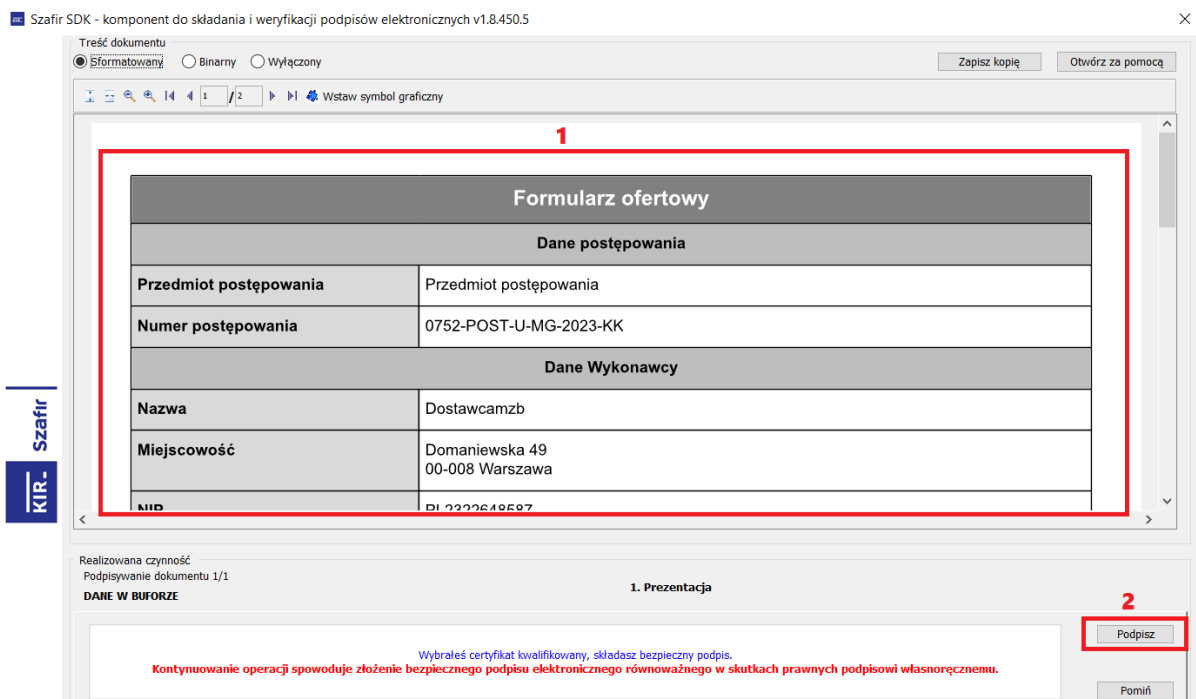 Szafir SDK - komponent do składania i weryfikacji podpisów elektronicznych v1.8.450.5
Treść dokumentu
Sformatowany Binarny Wyłączony Zapisz kopię Otwórz za pomocą
1 / 2 Wstaw symbol graficzny
1
Formularz ofertowy
Dane postępowania
Przedmiot postępowania Przedmiot postępowania
Numer postępowania 0752-POST-U-MG-2023-KK
Dane Wykonawcy
Nazwa Dostawcamzb
Miejscowość Domaniewska 49
00-008 Warszawa
NIP PL2322648587
KIR Szafir
Realizowana czynność
Podpisywanie dokumentu 1/1
DANE W BUFORZE
1. Prezentacja
2
Podpisz
Wybrałeś certyfikat kwalifikowany, składasz bezpieczny podpis.
Kontynuowanie operacji spowoduje złożenie bezpiecznego podpisu elektronicznego równoważnego w skutkach prawnych podpisowi własnoręcznemu.
Pomiń